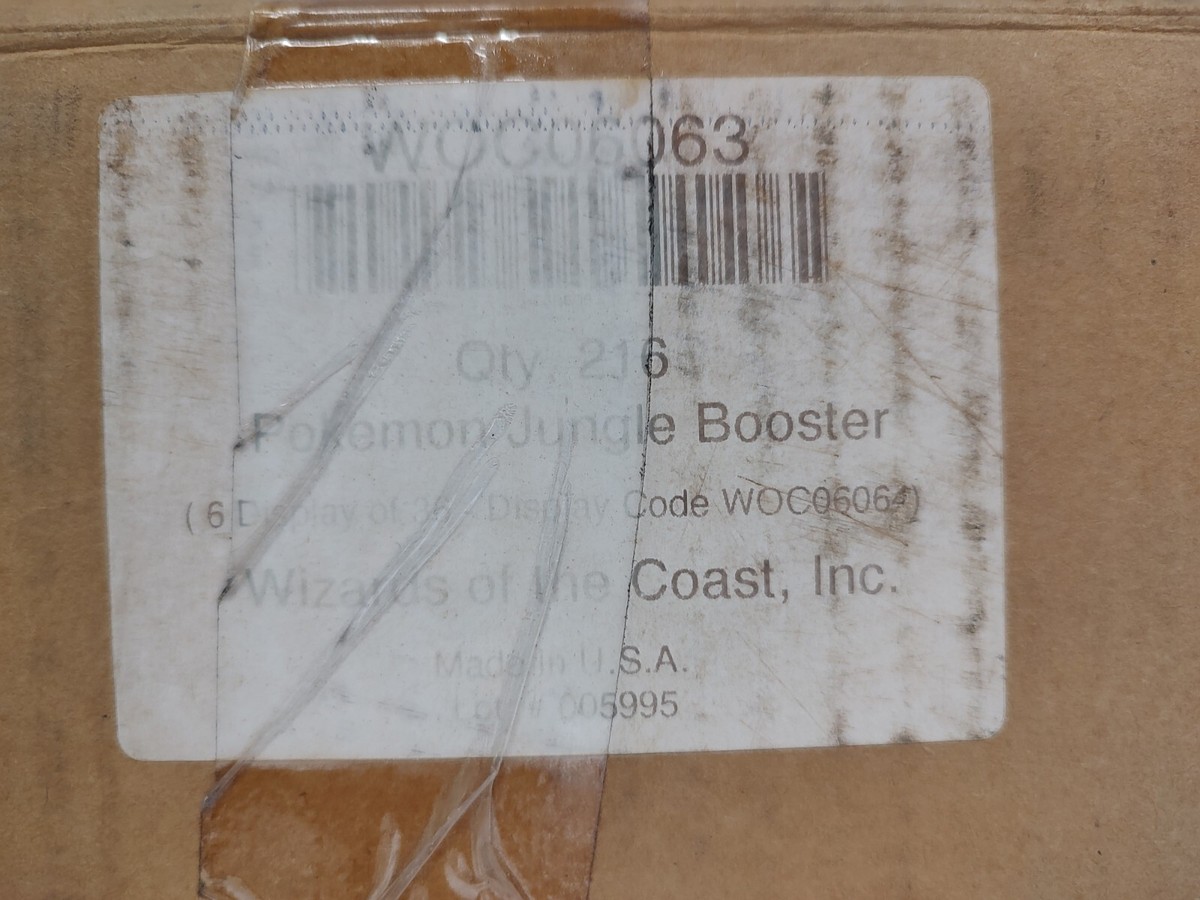 WOC06063
Qty 216
Pokemon Jungle Booster
( 6 Display of 36 - Display Code WOC06064)
Wizards of the Coast, Inc.
Made in U.S.A.
Lot # 005995